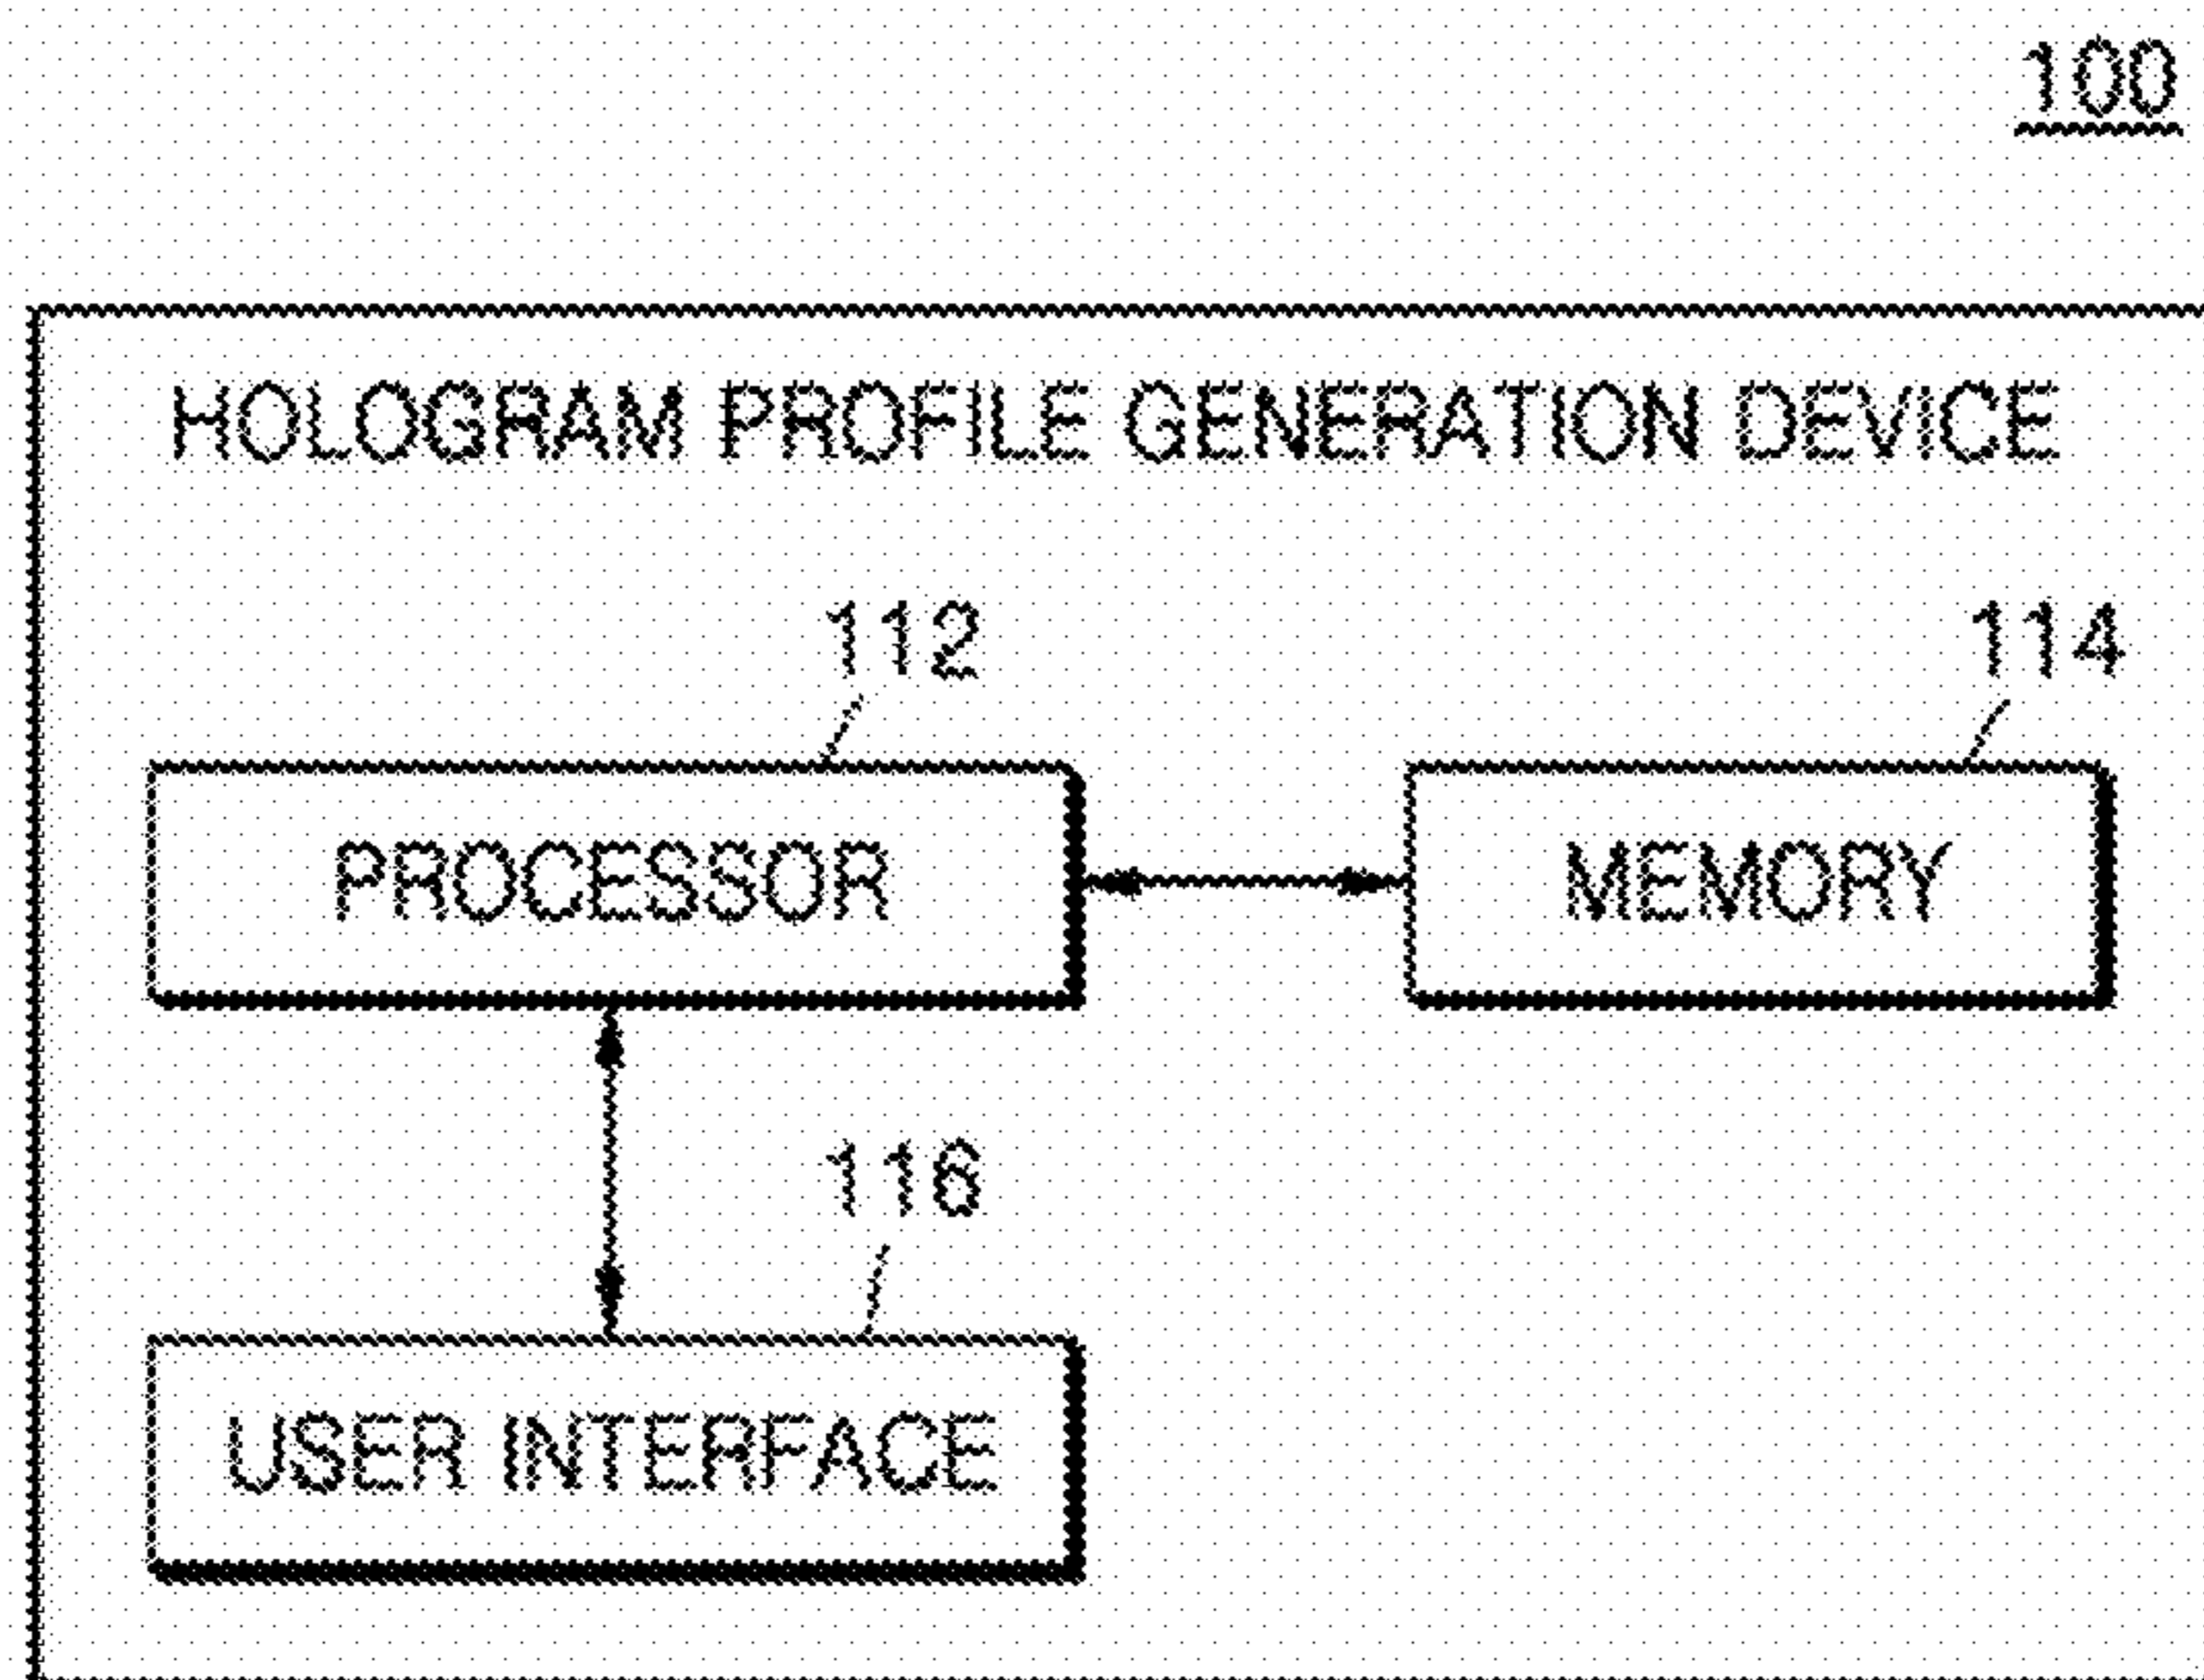 100
HOLOGRAM PROFILE GENERATION DEVICE
112
114
PROCESSOR
MEMORY
116
USER INTERFACE